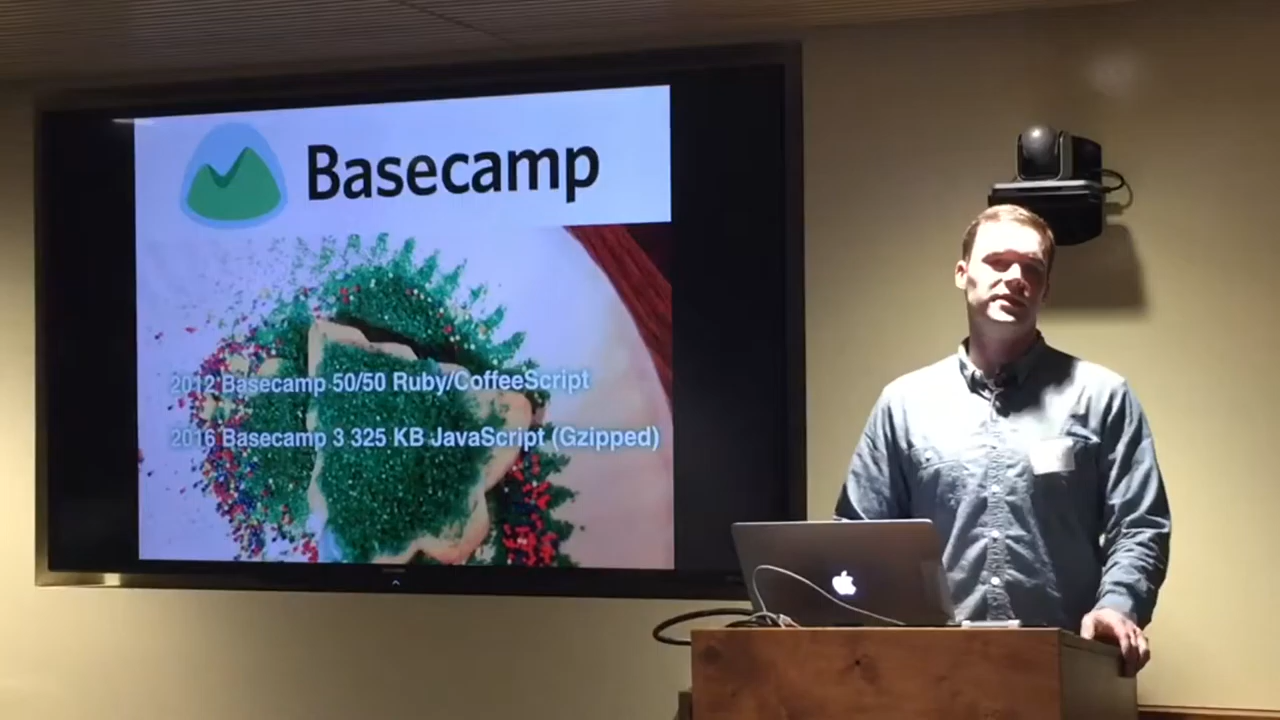 Basecamp
2012 Basecamp 50/50 Ruby/CoffeeScript
2016 Basecamp 3 325 KB JavaScript (Gzipped)